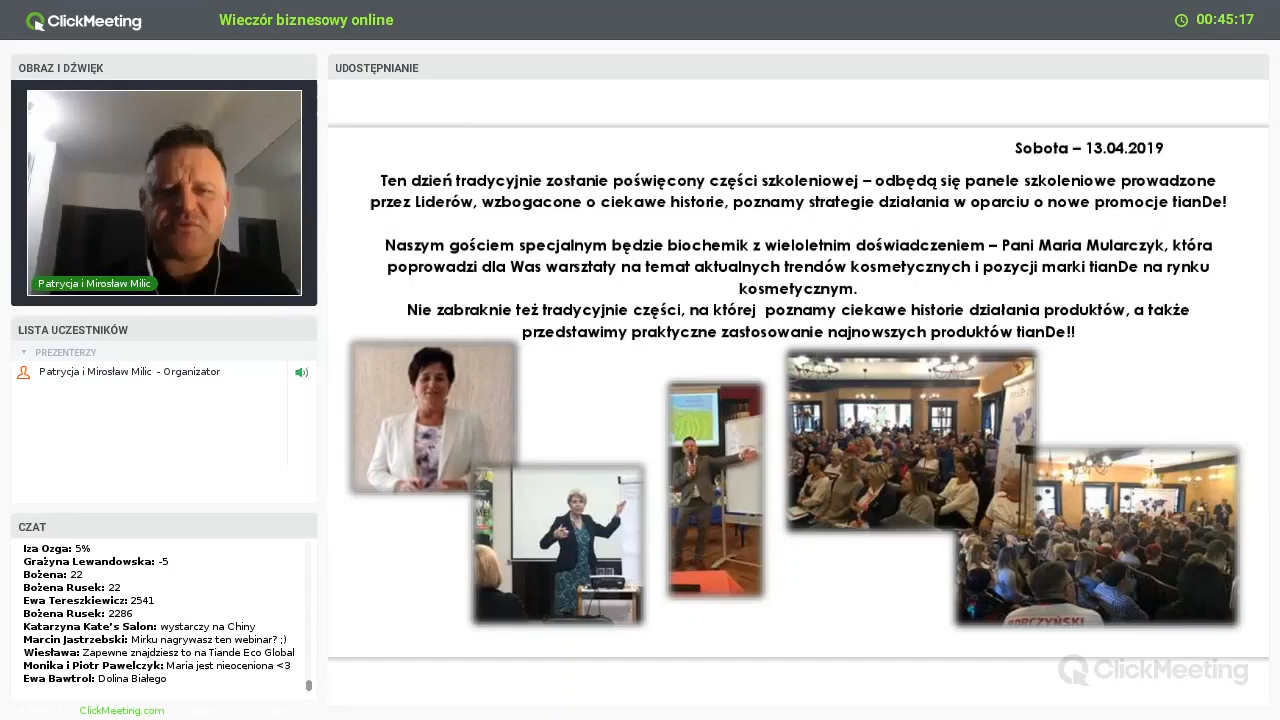 ClickMeeting
Wieczór biznesowy online
00:45:17
OBRAZ I DŹWIĘK
Patrycja i Mirosław Milic
LISTA UCZESTNIKÓW
PREZENTERZY
Patrycja i Mirosław Milic - Organizator
CZAT
Iza Ozga: 5%
Grażyna Lewandowska: -5
Bożena: 22
Bożena Rusek: 22
Ewa Tereszkiewicz: 2541
Bożena Rusek: 2286
Katarzyna Kate's Salon: wystarczy na Chiny
Marcin Jastrzebski: Mirku nagrywasz ten webinar? ;)
Wiesława: Zapewne znajdziesz to na Tiande Eco Global
Monika i Piotr Pawelczyk: Maria jest nieoceniona <3
Ewa Bawtrol: Dolina Białego
ClickMeeting.com
UDOSTĘPNIANIE
Sobota – 13.04.2019
Ten dzień tradycyjnie zostanie poświęcony części szkoleniowej – odbędą się panele szkoleniowe prowadzone
przez Liderów, wzbogacone o ciekawe historie, poznamy strategie działania w oparciu o nowe promocje tianDe!
Naszym gościem specjalnym będzie biochemik z wieloletnim doświadczeniem – Pani Maria Mularczyk, która
poprowadzi dla Was warsztaty na temat aktualnych trendów kosmetycznych i pozycji marki tianDe na rynku
kosmetycznym.
Nie zabraknie też tradycyjnie części, na której poznamy ciekawe historie działania produktów, a także
przedstawimy praktyczne zastosowanie najnowszych produktów tianDe!!
ClickMeeting